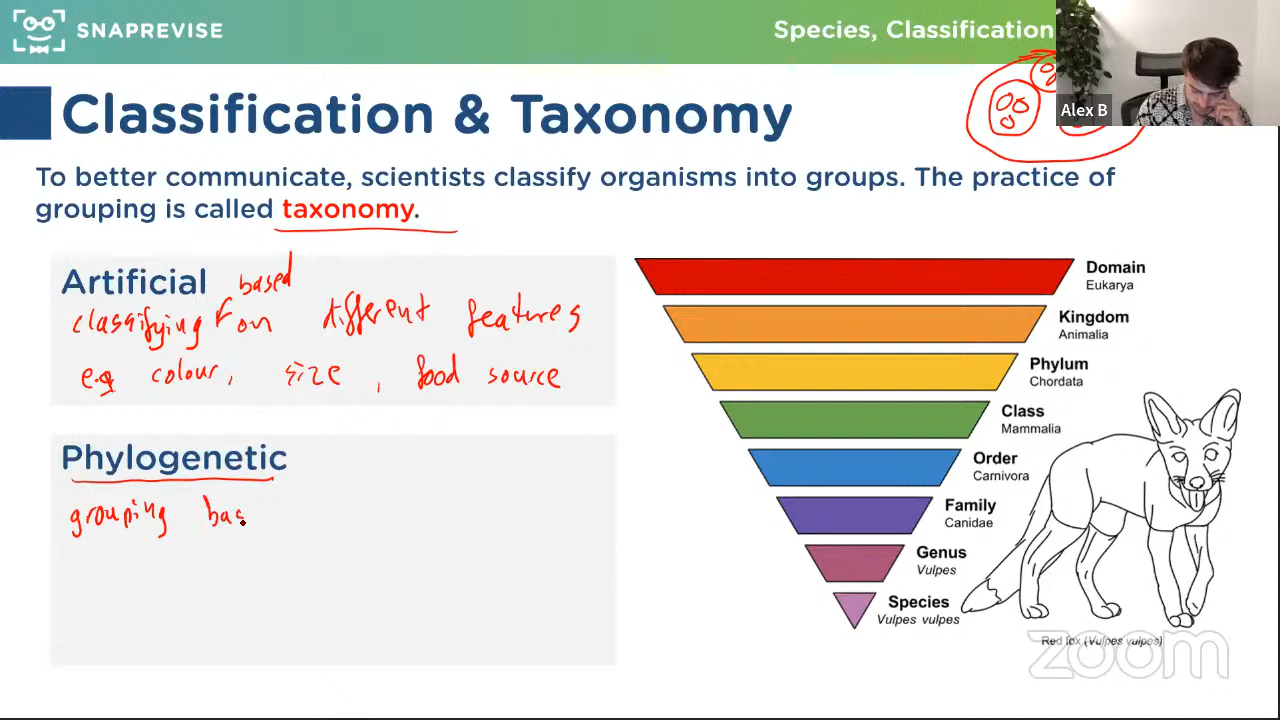 SNAPREVISE
Species, Classification
Alex B
Classification & Taxonomy
To better communicate, scientists classify organisms into groups. The practice of
grouping is called taxonomy.
Artificial
based
classifying on different features
e.g colour, size, food source
Phylogenetic
grouping bas
Domain
Eukarya
Kingdom
Animalia
Phylum
Chordata
Class
Mammalia
Order
Carnivora
Family
Canidae
Genus
Vulpes
Species
Vulpes vulpes
Red fox (Vulpes vulpes)
zoom